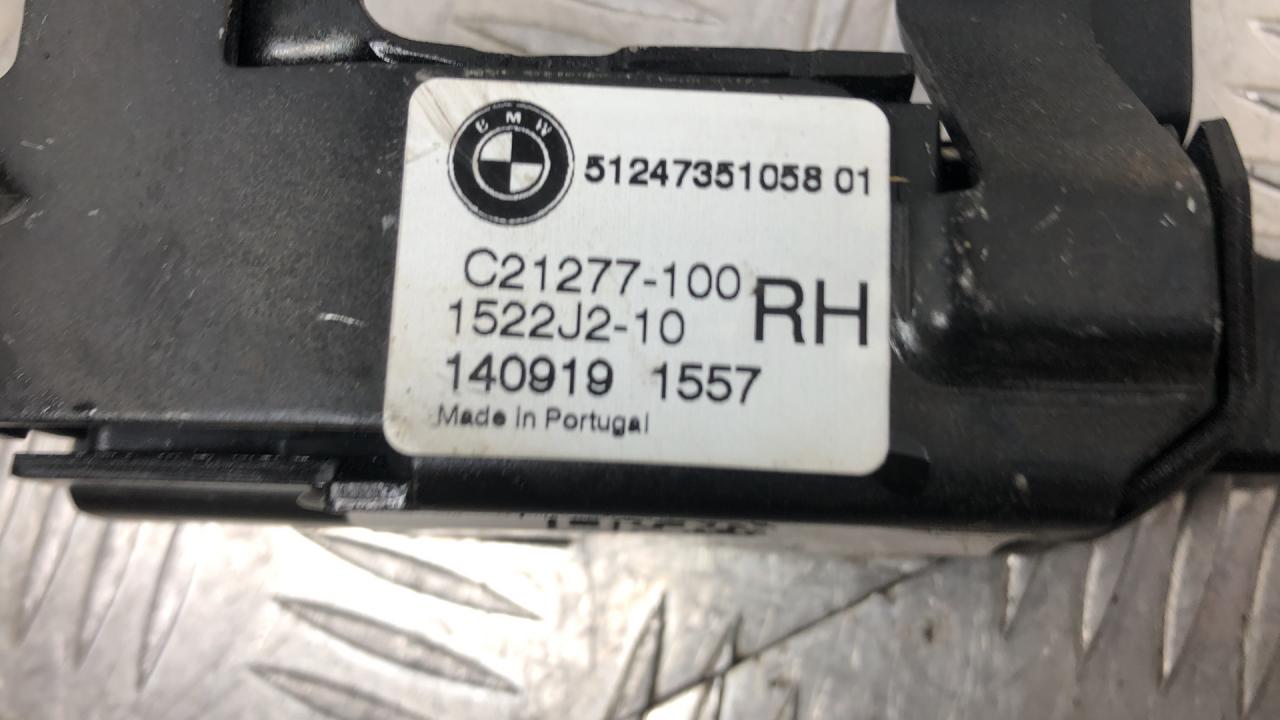 BMW
51247351058 01
C21277-100
1522J2-10
RH
140919 1557
Made in Portugal